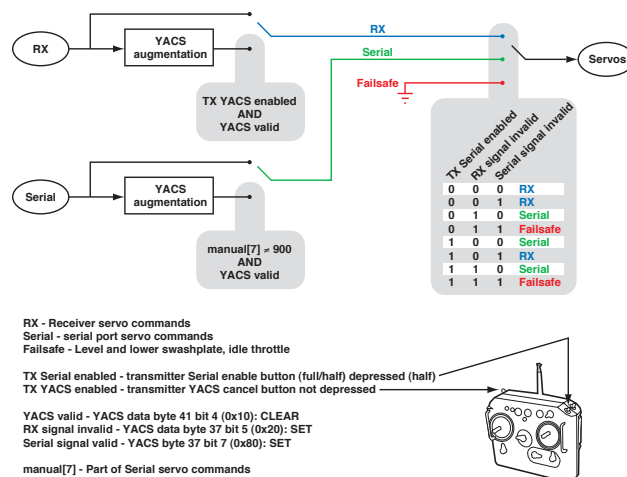 RX
YACS
augmentation
RX
Serial
Failsafe
Servos
TX YACS enabled
AND
YACS valid
Serial
YACS
augmentation
manual[7] ≠ 900
AND
YACS valid
TX Serial enabled
RX signal invalid
Serial signal invalid
0 0 0 RX
0 0 1 RX
0 1 0 Serial
0 1 1 Failsafe
1 0 0 Serial
1 0 1 RX
1 1 0 Serial
1 1 1 Failsafe
RX - Receiver servo commands
Serial - serial port servo commands
Failsafe - Level and lower swashplate, idle throttle
TX Serial enabled - transmitter Serial enable button (full/half) depressed (half)
TX YACS enabled - transmitter YACS cancel button not depressed
YACS valid - YACS data byte 41 bit 4 (0x10): CLEAR
RX signal invalid - YACS data byte 37 bit 5 (0x20): SET
Serial signal valid - YACS byte 37 bit 7 (0x80): SET
manual[7] - Part of Serial servo commands